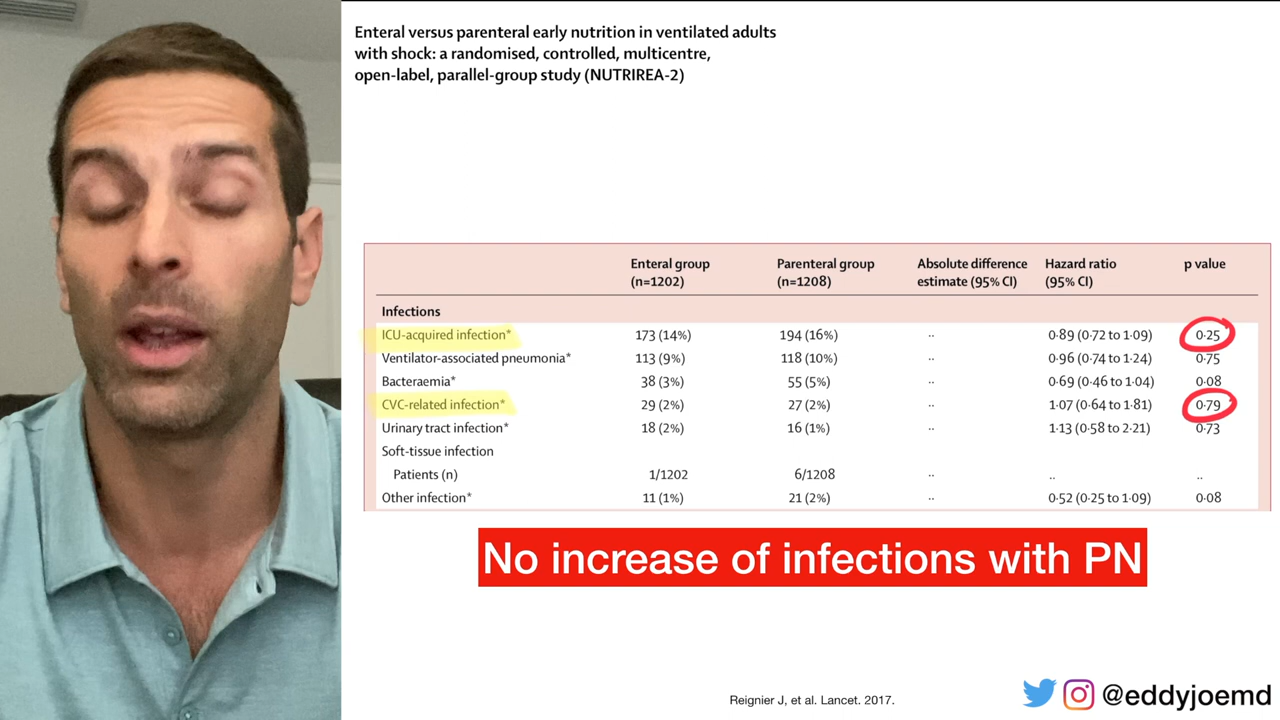 Enteral versus parenteral early nutrition in ventilated adults
with shock: a randomised, controlled, multicentre,
open-label, parallel-group study (NUTRIREA-2)
Enteral group (n=1202) Parenteral group (n=1208) Absolute difference estimate (95% CI) Hazard ratio (95% CI) p value
Infections
ICU-acquired infection* 173 (14%) 194 (16%) ·· 0·89 (0·72 to 1·09) 0·25
Ventilator-associated pneumonia* 113 (9%) 118 (10%) ·· 0·96 (0·74 to 1·24) 0·75
Bacteraemia* 38 (3%) 55 (5%) ·· 0·69 (0·46 to 1·04) 0·08
CVC-related infection* 29 (2%) 27 (2%) ·· 1·07 (0·64 to 1·81) 0·79
Urinary tract infection* 18 (2%) 16 (1%) ·· 1·13 (0·58 to 2·21) 0·73
Soft-tissue infection
Patients (n) 1/1202 6/1208 ·· ·· ··
Other infection* 11 (1%) 21 (2%) ·· 0·52 (0·25 to 1·09) 0·08
No increase of infections with PN
Reignier J, et al. Lancet. 2017.
@eddyjoemd